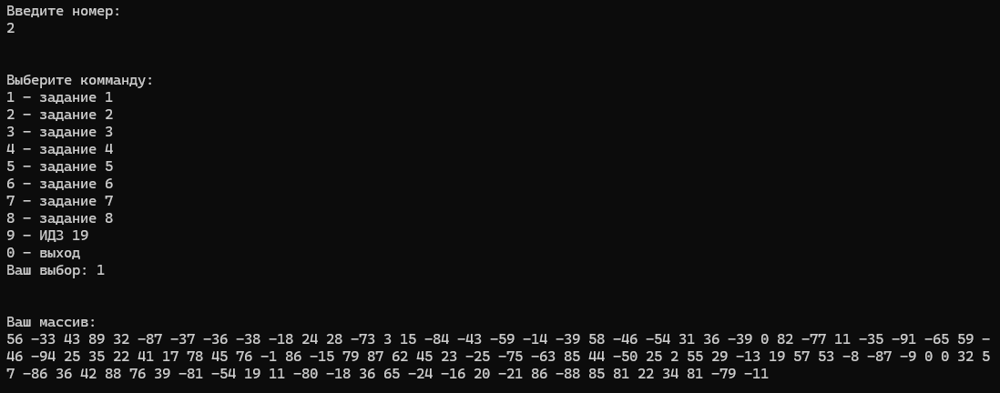 Введите номер:
2
Выберите комманду:
1 - задание 1
2 - задание 2
3 - задание 3
4 - задание 4
5 - задание 5
6 - задание 6
7 - задание 7
8 - задание 8
9 - ИДЗ 19
0 - выход
Ваш выбор: 1
Ваш массив:
56 -33 43 89 32 -87 -37 -36 -38 -18 24 28 -73 3 15 -84 -43 -59 -14 -39 58 -46 -54 31 36 -39 0 82 -77 11 -35 -91 -65 59 -
46 -94 25 35 22 41 17 78 45 76 -1 86 -15 79 87 62 45 23 -25 -75 -63 85 44 -50 25 2 55 29 -13 19 57 53 -8 -87 -9 0 0 32 5
7 -86 36 42 88 76 39 -81 -54 19 11 -80 -18 36 65 -24 -16 20 -21 86 -88 85 81 22 34 81 -79 -11